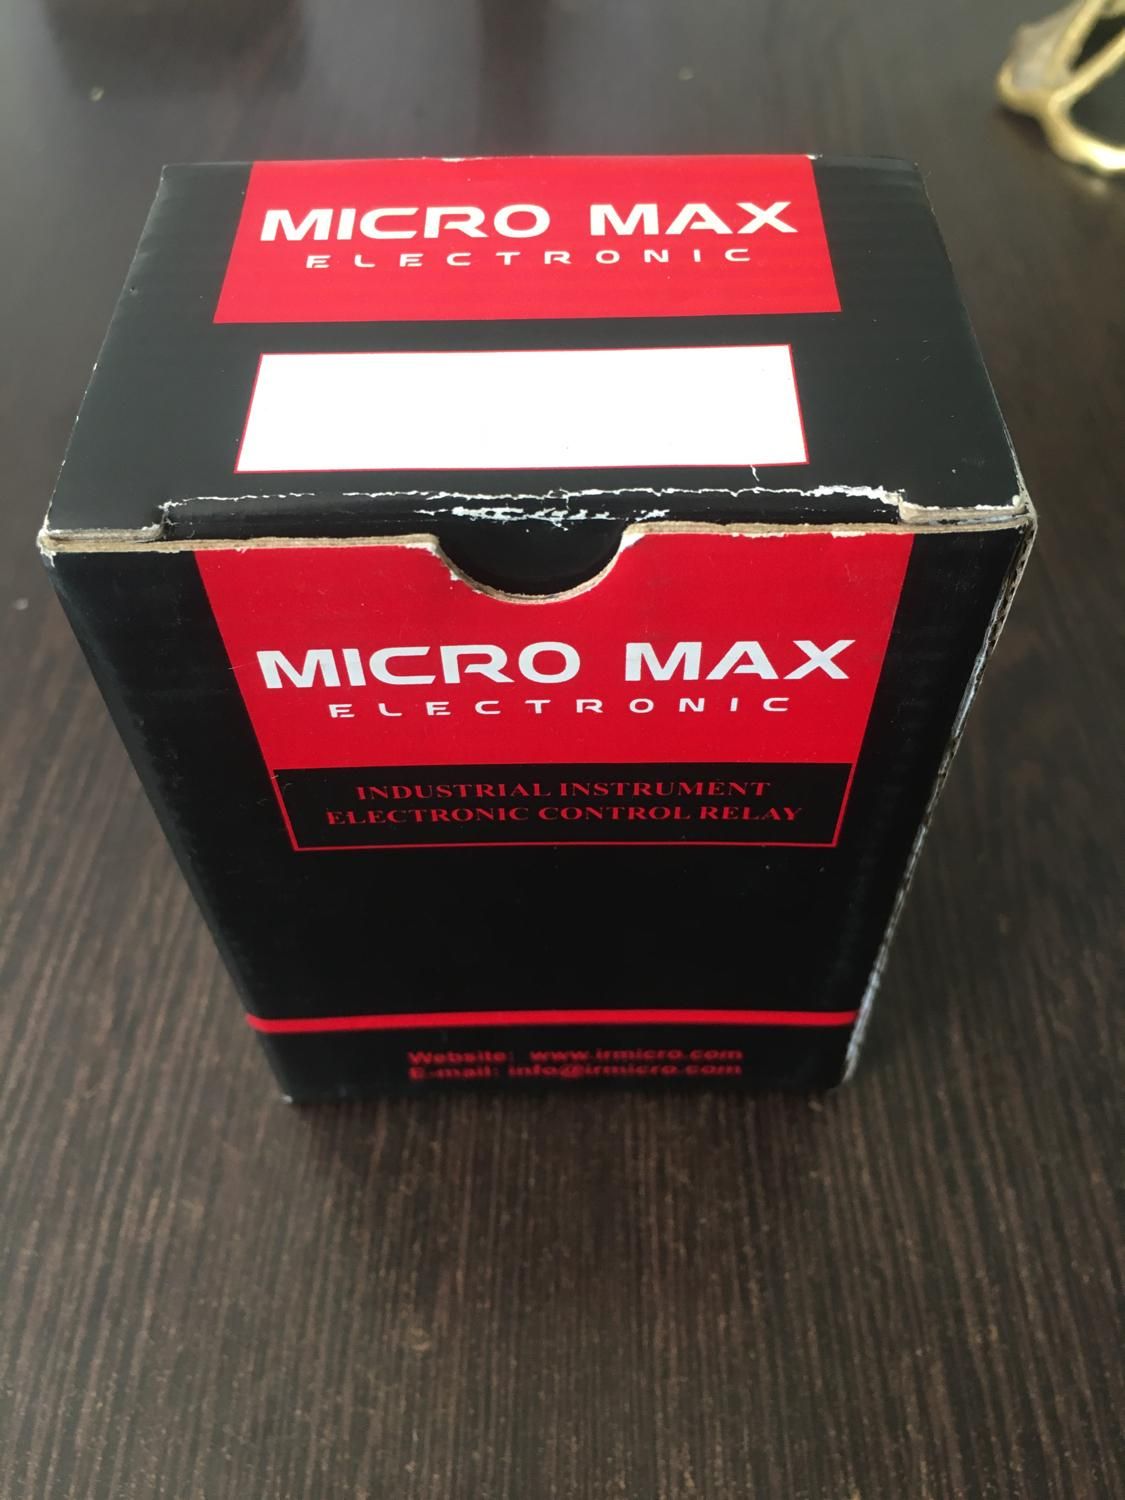 MICRO MAX
ELECTRONIC
MICRO MAX
ELECTRONIC
INDUSTRIAL INSTRUMENT
ELECTRONIC CONTROL RELAY
Website: www.irmicro.com
E-mail: info@irmicro.com